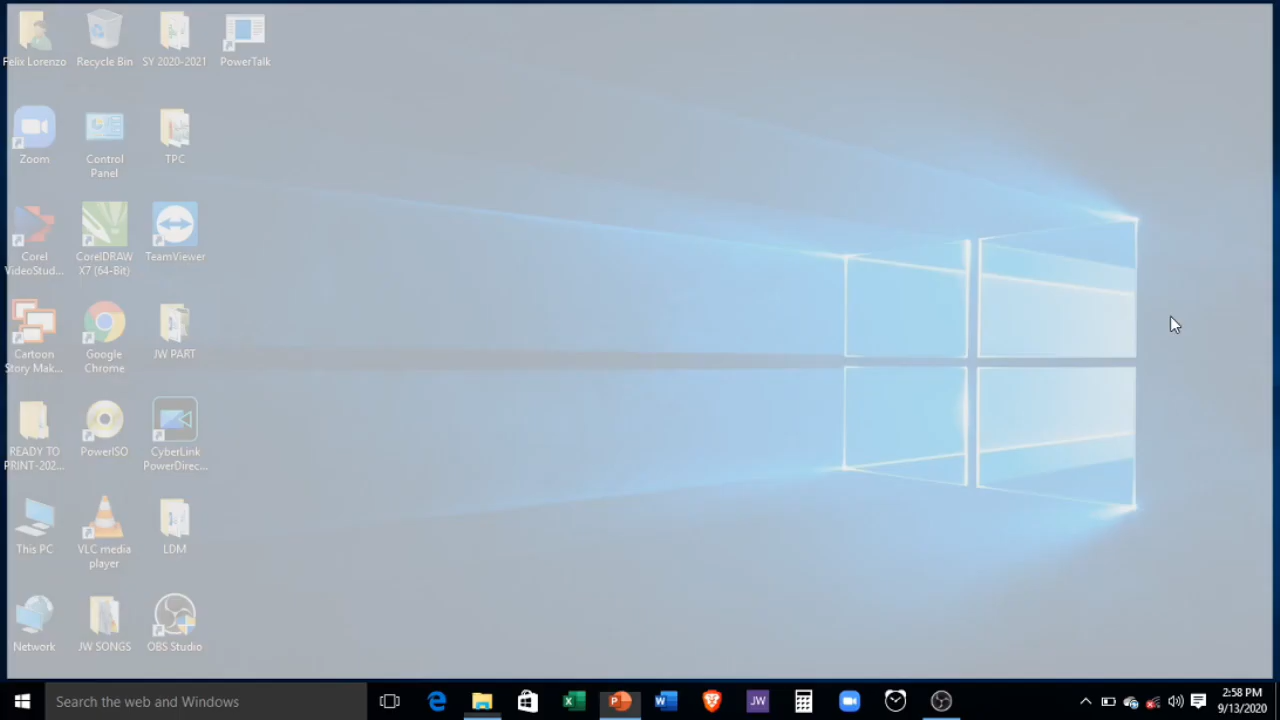 Felix Lorenzo
Recycle Bin
SY 2020-2021
PowerTalk
Zoom
Control
Panel
TPC
Corel
VideoStud...
CorelDRAW
X7 (64-Bit)
TeamViewer
Cartoon
Story Mak...
Google
Chrome
JW PART
READY TO
PRINT-202...
PowerISO
CyberLink
PowerDirec...
This PC
VLC media
player
LDM
Network
JW SONGS
OBS Studio
Search the web and Windows
JW
2:58 PM
9/13/2020